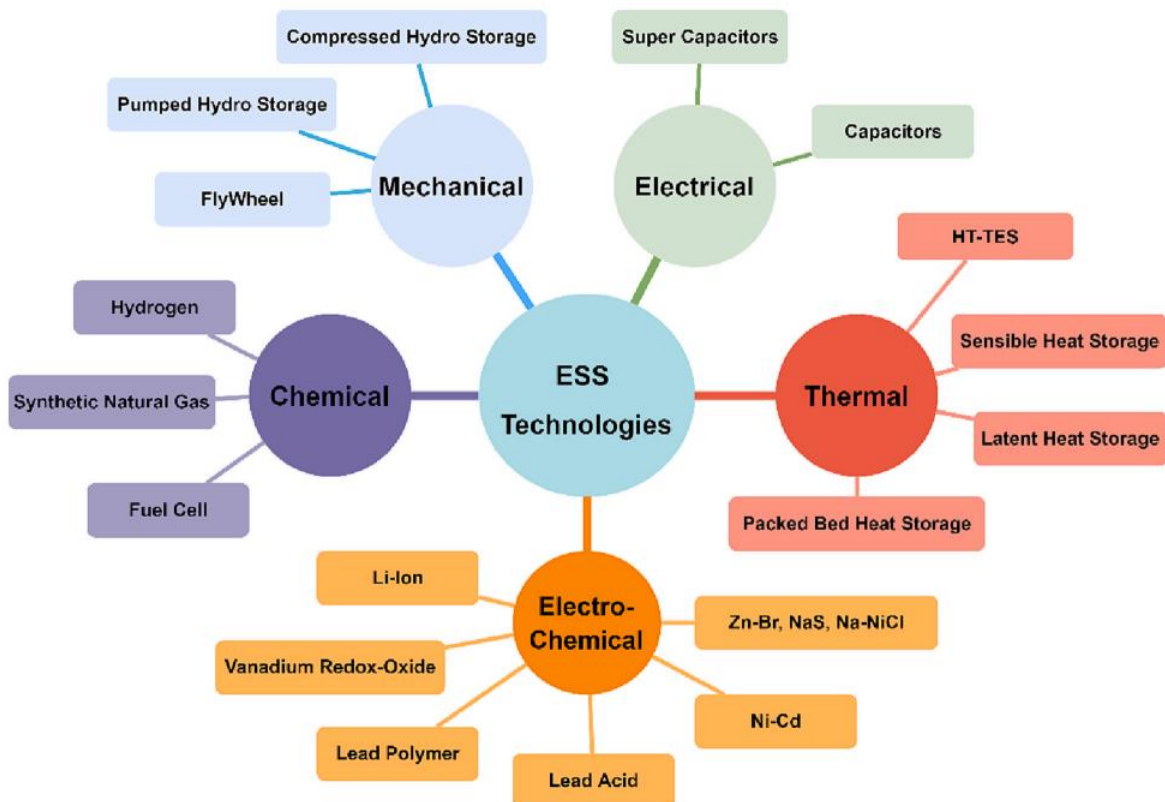 Compressed Hydro Storage
Super Capacitors
Pumped Hydro Storage
Capacitors
FlyWheel
Mechanical
Electrical
HT-TES
Hydrogen
Sensible Heat Storage
Synthetic Natural Gas
Chemical
ESS
Technologies
Thermal
Latent Heat Storage
Fuel Cell
Packed Bed Heat Storage
Li-Ion
Electro-
Chemical
Zn-Br, NaS, Na-NiCl
Vanadium Redox-Oxide
Ni-Cd
Lead Polymer
Lead Acid